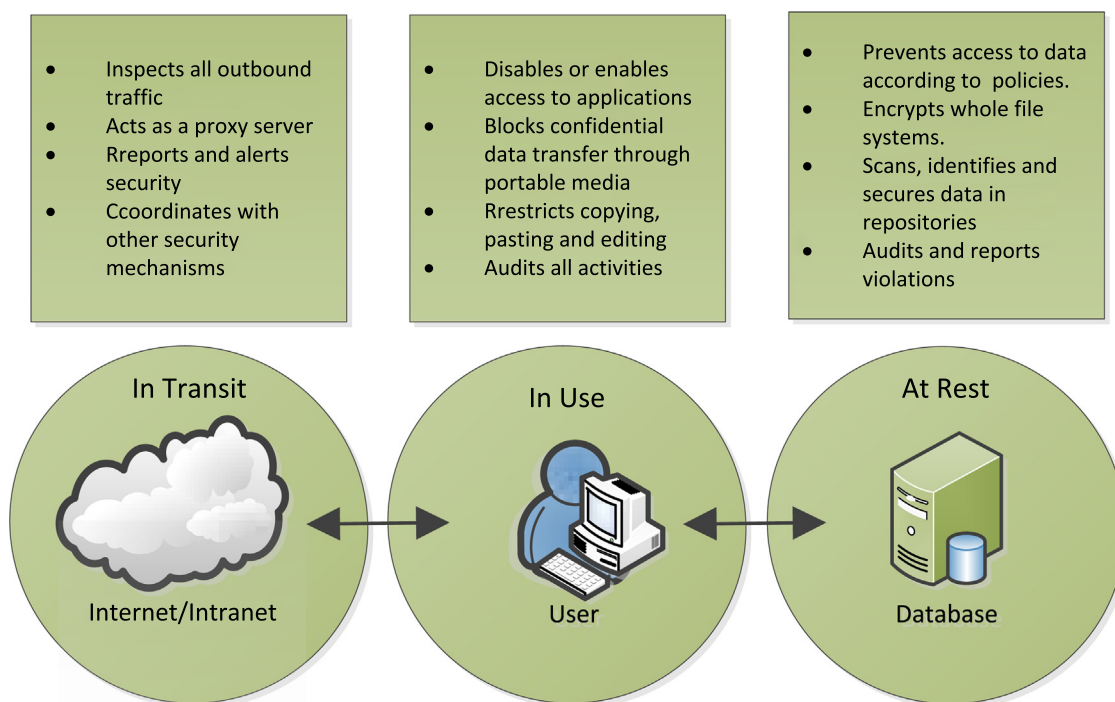 • Inspects all outbound
traffic
• Acts as a proxy server
• Rreports and alerts
security
• Ccoordinates with
other security
mechanisms
• Disables or enables
access to applications
• Blocks confidential
data transfer through
portable media
• Rrestricts copying,
pasting and editing
• Audits all activities
• Prevents access to data
according to  policies.
• Encrypts whole file
systems.
• Scans, identifies and
secures data in
repositories
• Audits and reports
violations
In Transit
Internet/Intranet
In Use
User
At Rest
Database